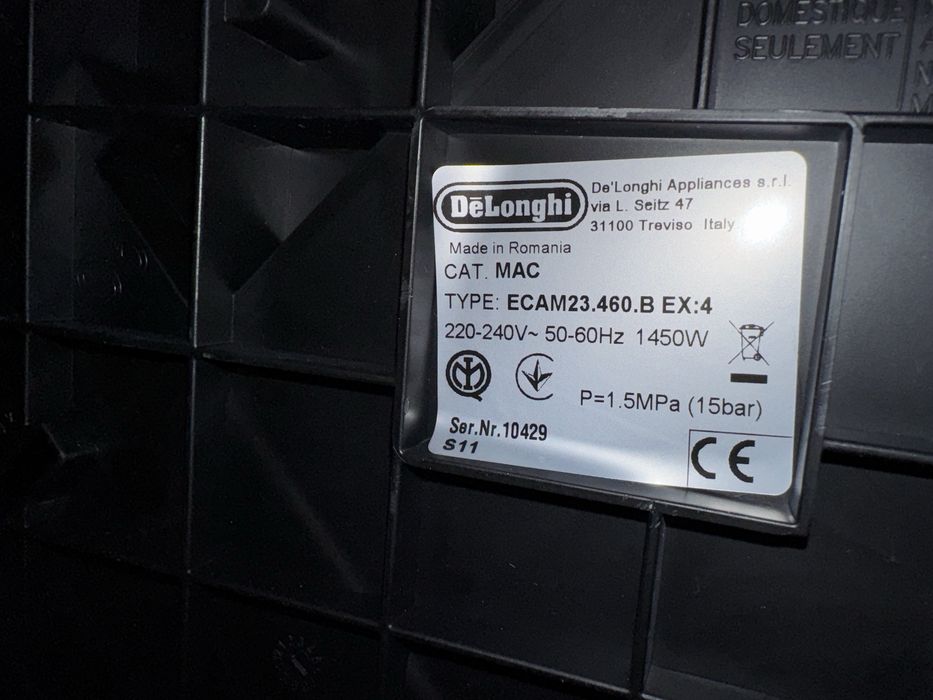 DOMESTIQUE
SEULEMENT
DēLonghi
De'Longhi Appliances s.r.l.
via L. Seitz 47
31100 Treviso Italy
Made in Romania
CAT. MAC
TYPE: ECAM23.460.B EX:4
220-240V~ 50-60Hz 1450W
P=1.5MPa (15bar)
Ser.Nr.10429
S11
CE